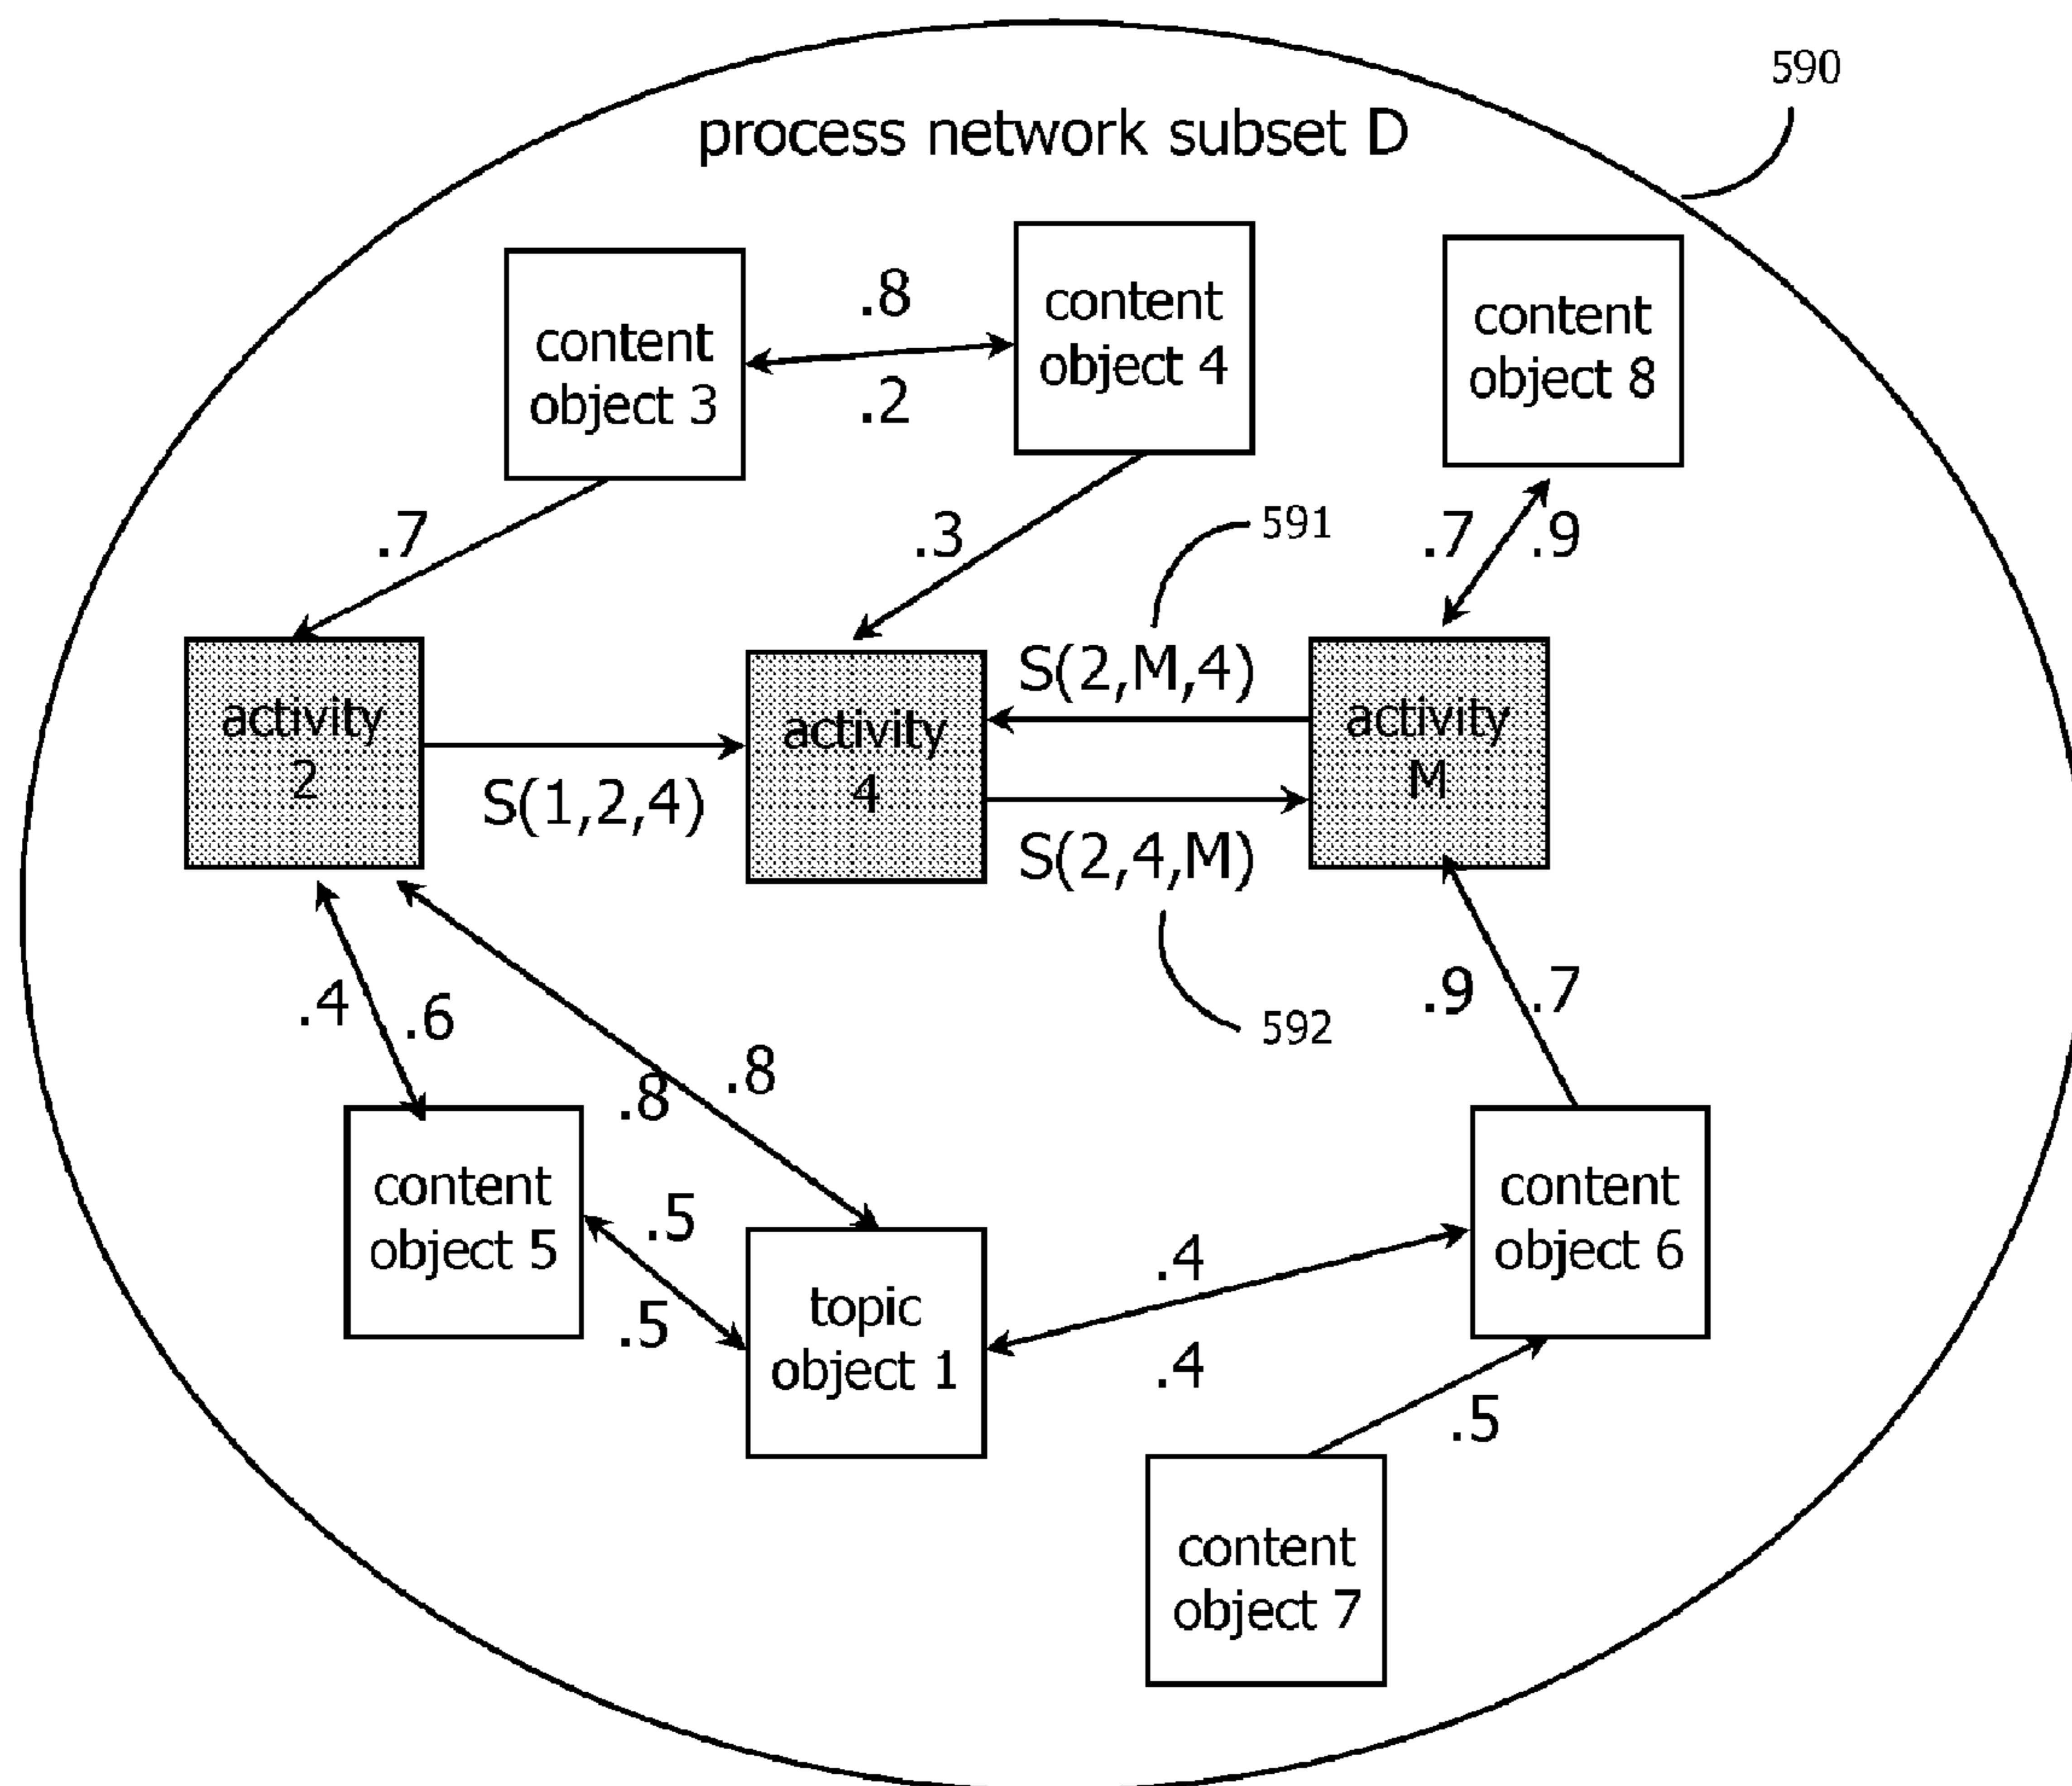 590
process network subset D
content
object 3
.8
.2
content
object 4
content
object 8
.7
.3
591
.7
.9
activity
2
S(1,2,4)
activity
4
S(2,M,4)
S(2,4,M)
activity
M
592
.4
.6
.8
.8
.9
.7
content
object 5
.5
.5
topic
object 1
.4
.4
content
object 6
.5
content
object 7